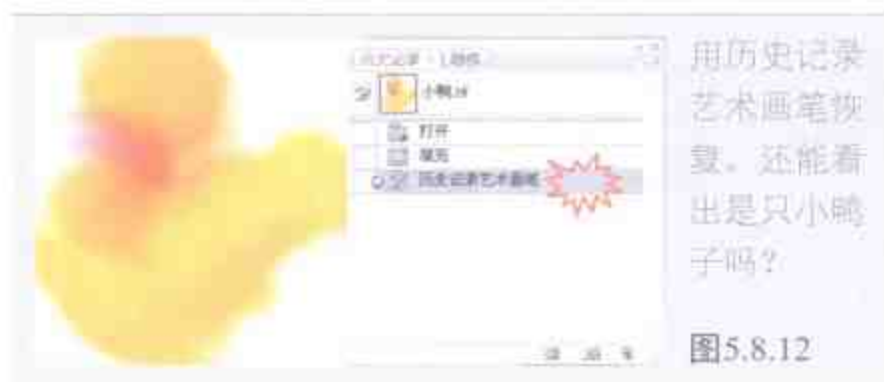 小鸭.tif
打开
填充
历史记录艺术画笔
用历史记录
艺术画笔恢
复。还能看
出是只小鸭
子吗？
图5.8.12